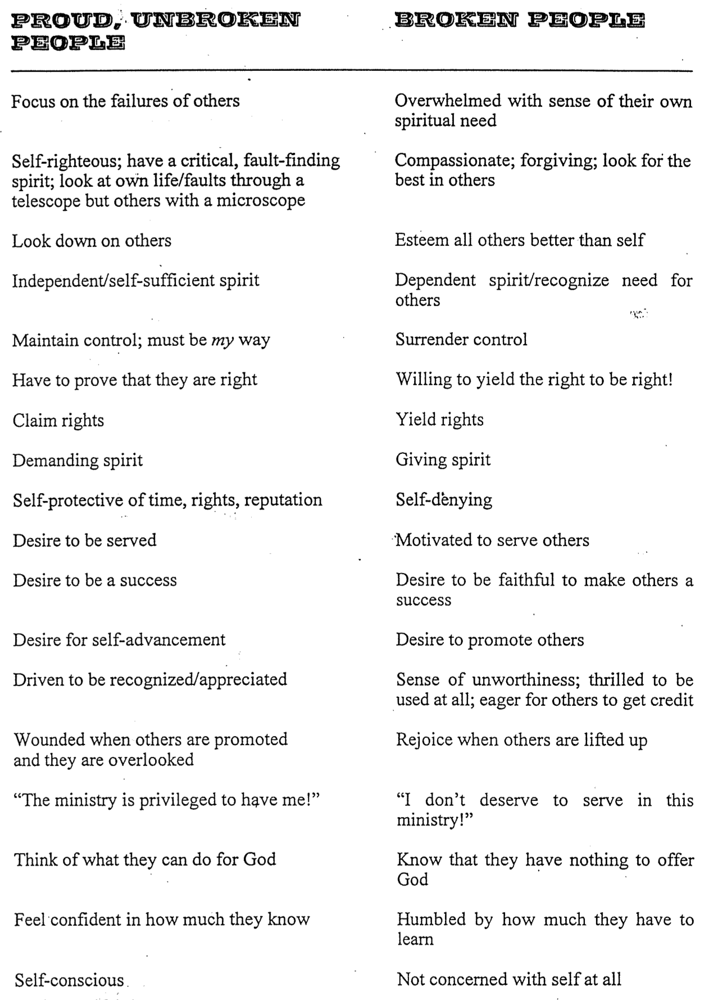 PROUD, UNBROKEN
PEOPLE
BROKEN PEOPLE
Focus on the failures of others
Overwhelmed with sense of their own
spiritual need
Self-righteous; have a critical, fault-finding
spirit; look at own life/faults through a
telescope but others with a microscope
Compassionate; forgiving; look for the
best in others
Look down on others
Esteem all others better than self
Independent/self-sufficient spirit
Dependent spirit/recognize need for
others
Maintain control; must be my way
Surrender control
Have to prove that they are right
Willing to yield the right to be right!
Claim rights
Yield rights
Demanding spirit
Giving spirit
Self-protective of time, rights, reputation
Self-denying
Desire to be served
Motivated to serve others
Desire to be a success
Desire to be faithful to make others a
success
Desire for self-advancement
Desire to promote others
Driven to be recognized/appreciated
Sense of unworthiness; thrilled to be
used at all; eager for others to get credit
Wounded when others are promoted
and they are overlooked
Rejoice when others are lifted up
“The ministry is privileged to have me!”
“I don’t deserve to serve in this
ministry!”
Think of what they can do for God
Know that they have nothing to offer
God
Feel confident in how much they know
Humbled by how much they have to
learn
Self-conscious
Not concerned with self at all